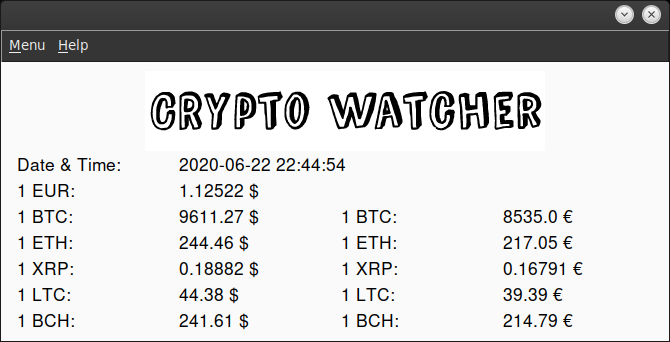 Menu Help
CRYPTO WATCHER
Date & Time: 2020-06-22 22:44:54
1 EUR: 1.12522 $
1 BTC: 9611.27 $ 1 BTC: 8535.0 €
1 ETH: 244.46 $ 1 ETH: 217.05 €
1 XRP: 0.18882 $ 1 XRP: 0.16791 €
1 LTC: 44.38 $ 1 LTC: 39.39 €
1 BCH: 241.61 $ 1 BCH: 214.79 €